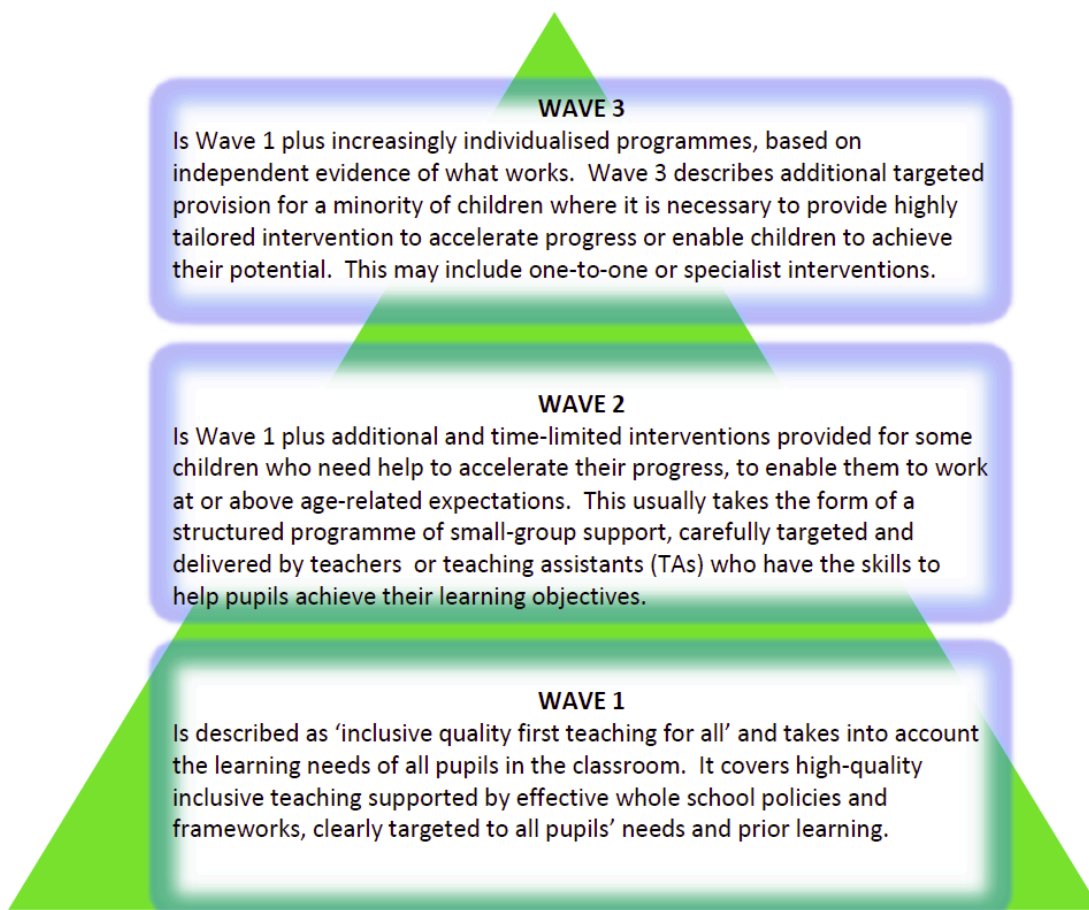 WAVE 3
Is Wave 1 plus increasingly individualised programmes, based on
independent evidence of what works.  Wave 3 describes additional targeted
provision for a minority of children where it is necessary to provide highly
tailored intervention to accelerate progress or enable children to achieve
their potential.  This may include one-to-one or specialist interventions.
WAVE 2
Is Wave 1 plus additional and time-limited interventions provided for some
children who need help to accelerate their progress, to enable them to work
at or above age-related expectations.  This usually takes the form of a
structured programme of small-group support, carefully targeted and
delivered by teachers  or teaching assistants (TAs) who have the skills to
help pupils achieve their learning objectives.
WAVE 1
Is described as ‘inclusive quality first teaching for all’ and takes into account
the learning needs of all pupils in the classroom.  It covers high-quality
inclusive teaching supported by effective whole school policies and
frameworks, clearly targeted to all pupils’ needs and prior learning.